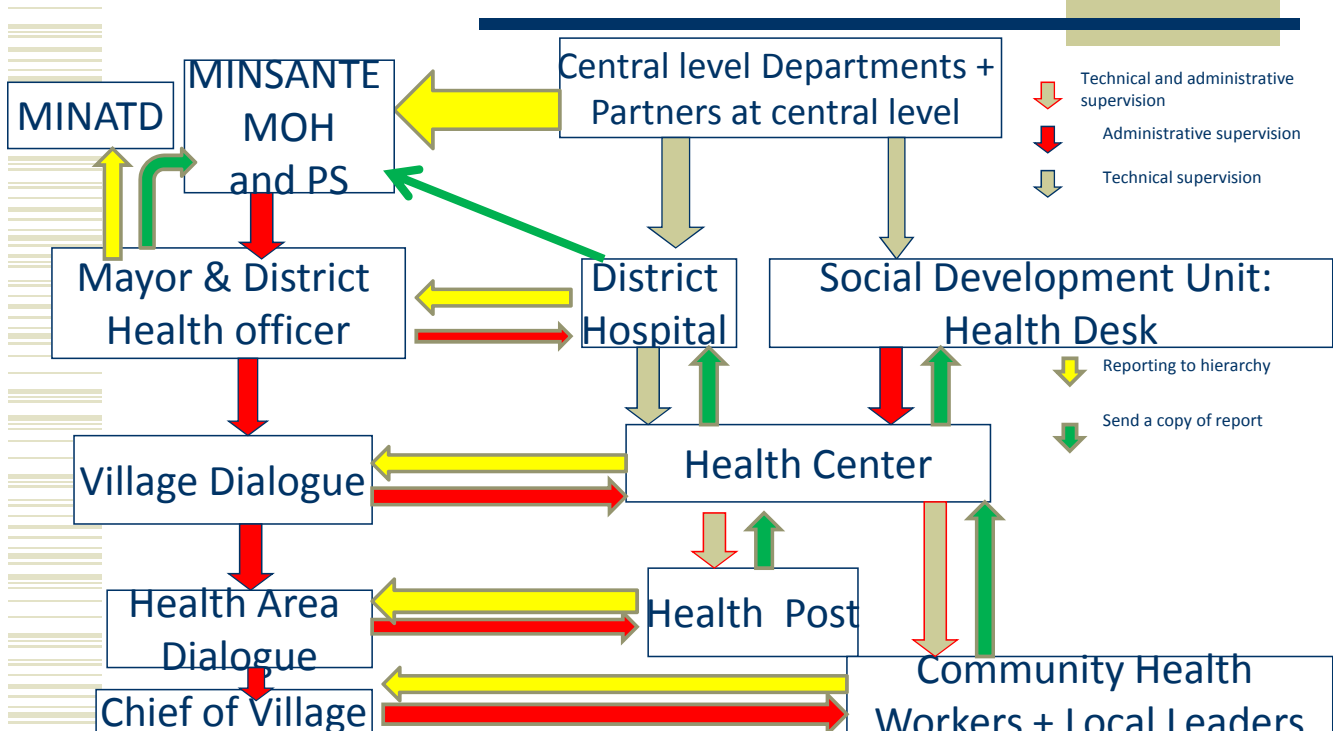 MINATD
MINSANTE
MOH
and PS
Central level Departments +
Partners at central level
Technical and administrative
supervision
Administrative supervision
Technical supervision
Mayor & District
Health officer
District
Hospital
Social Development Unit:
Health Desk
Reporting to hierarchy
Send a copy of report
Village Dialogue
Health Center
Health Area
Dialogue
Health Post
Chief of Village
Community Health
Workers + Local Leaders